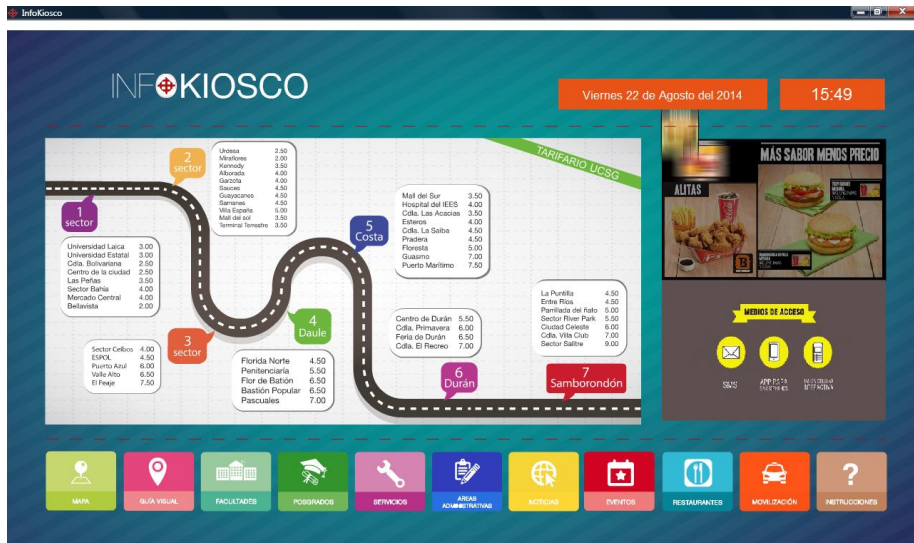 InfoKiosco
INFOKIOSCO
Viernes 22 de Agosto del 2014
15:49
TARIFARIO UCSG
1
sector
Universidad Laica 3.00
Universidad Estatal 3.00
Cdla. Bolivariana 2.50
Centro de la ciudad 2.50
Las Peñas 3.50
Sector Bahía 4.00
Mercado Central 4.00
Bellavista 2.00
2
sector
Urdesa 2.50
Miraflores 2.00
Kennedy 3.50
Alborada 4.00
Garzota 4.00
Sauces 4.50
Guayacanes 4.50
Samanes 4.50
Villa España 5.00
Mall del sol 3.50
Terminal Terrestre 3.50
3
sector
Sector Ceibos 4.00
ESPOL 4.50
Puerto Azul 6.00
Valle Alto 6.50
El Peaje 7.50
4
Daule
Florida Norte 4.50
Penitenciaría 5.50
Flor de Batión 6.50
Bastión Popular 6.50
Pascuales 7.00
5
Costa
Mall del Sur 3.50
Hospital del IEES 4.00
Cdla. Las Acacias 3.50
Esteros 4.00
Cdla. La Saiba 4.50
Pradera 4.50
Floresta 5.00
Guasmo 7.00
Puerto Marítimo 7.50
6
Durán
Centro de Durán 5.50
Cdla. Primavera 6.00
Feria de Durán 6.50
Cdla. El Recreo 7.00
7
Samborondón
La Puntilla 4.50
Entre Ríos 4.50
Parrillada del ñato 5.00
Sector River Park 5.50
Ciudad Celeste 6.00
Cdla. Villa Club 7.00
Sector Salitre 9.00
MÁS SABOR MENOS PRECIO
ALITAS
MEDIOS DE ACCESO
SMS
MAPA
GUÍA VISUAL
FACULTADES
POSGRADOS
SERVICIOS
AREAS
ADMINISTRATIVAS
NOTICIAS
EVENTOS
RESTAURANTES
MOVILIZACIÓN
INSTRUCCIONES